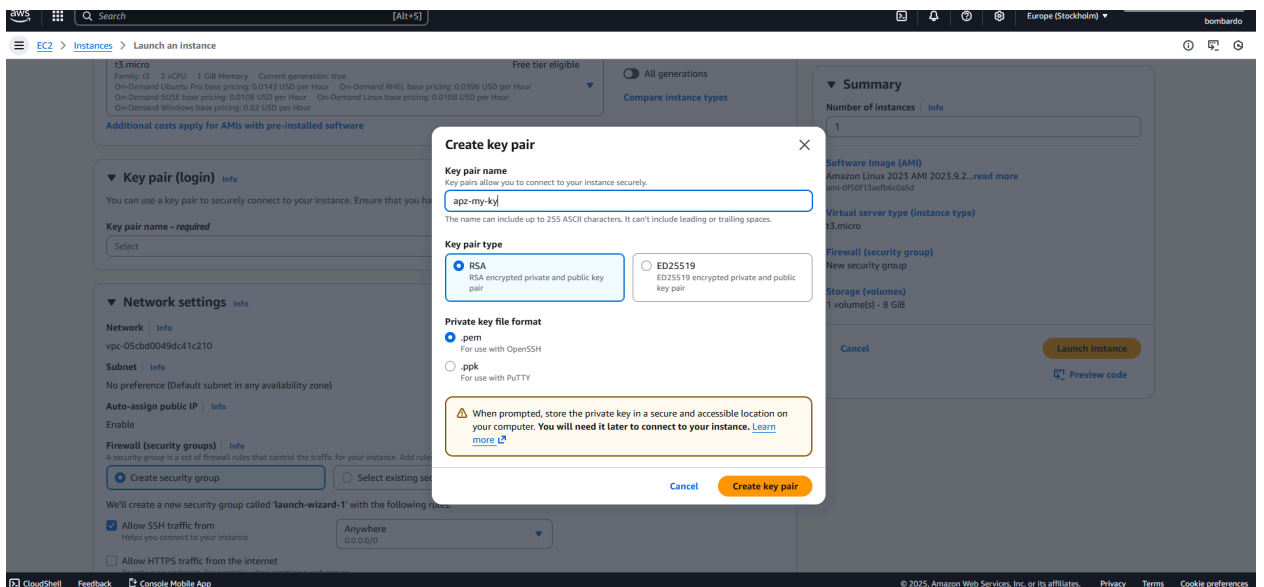 aws
Search
[Alt+S]
Europe (Stockholm) ▼
bombardo
EC2 > Instances > Launch an instance
t3.micro
Free tier eligible
Family: t3 2 vCPU 1 GiB Memory Current generation: true
On-Demand Ubuntu Pro base pricing: 0.0143 USD per Hour On-Demand RHEL base pricing: 0.0396 USD per Hour
On-Demand SUSE base pricing: 0.0108 USD per Hour On-Demand Linux base pricing: 0.0108 USD per Hour
On-Demand Windows base pricing: 0.02 USD per Hour
All generations
Compare instance types
Additional costs apply for AMIs with pre-installed software
▼ Key pair (login) Info
You can use a key pair to securely connect to your instance. Ensure that you ha
Key pair name - required
Select
▼ Network settings Info
Network Info
vpc-05cbd0049dc41c210
Subnet Info
No preference (Default subnet in any availability zone)
Auto-assign public IP Info
Enable
Firewall (security groups) Info
A security group is a set of firewall rules that control the traffic for your instance. Add rule
Create security group
Select existing sec
We'll create a new security group called 'launch-wizard-1' with the following rules:
Allow SSH traffic from
Helps you connect to your instance
Anywhere
0.0.0.0/0
Allow HTTPS traffic from the internet
Create key pair
Key pair name
Key pairs allow you to connect to your instance securely.
apz-my-ky
The name can include up to 255 ASCII characters. It can't include leading or trailing spaces.
Key pair type
RSA
RSA encrypted private and public key
pair
ED25519
ED25519 encrypted private and public
key pair
Private key file format
.pem
For use with OpenSSH
.ppk
For use with PuTTY
When prompted, store the private key in a secure and accessible location on
your computer. You will need it later to connect to your instance. Learn
more
Cancel
Create key pair
▼ Summary
Number of instances Info
1
Software Image (AMI)
Amazon Linux 2023 AMI 2023.9.2...read more
ami-0f50f13aefb6c0a5d
Virtual server type (instance type)
t3.micro
Firewall (security group)
New security group
Storage (volumes)
1 volume(s) - 8 GiB
Cancel
Launch instance
Preview code
CloudShell Feedback Console Mobile App
© 2025, Amazon Web Services, Inc. or its affiliates. Privacy Terms Cookie preferences